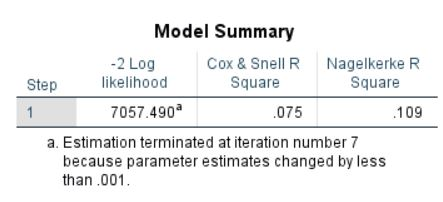 Model Summary
Step -2 Log likelihood Cox & Snell R Square Nagelkerke R Square
1 7057.490a .075 .109
a. Estimation terminated at iteration number 7
because parameter estimates changed by less
than .001.